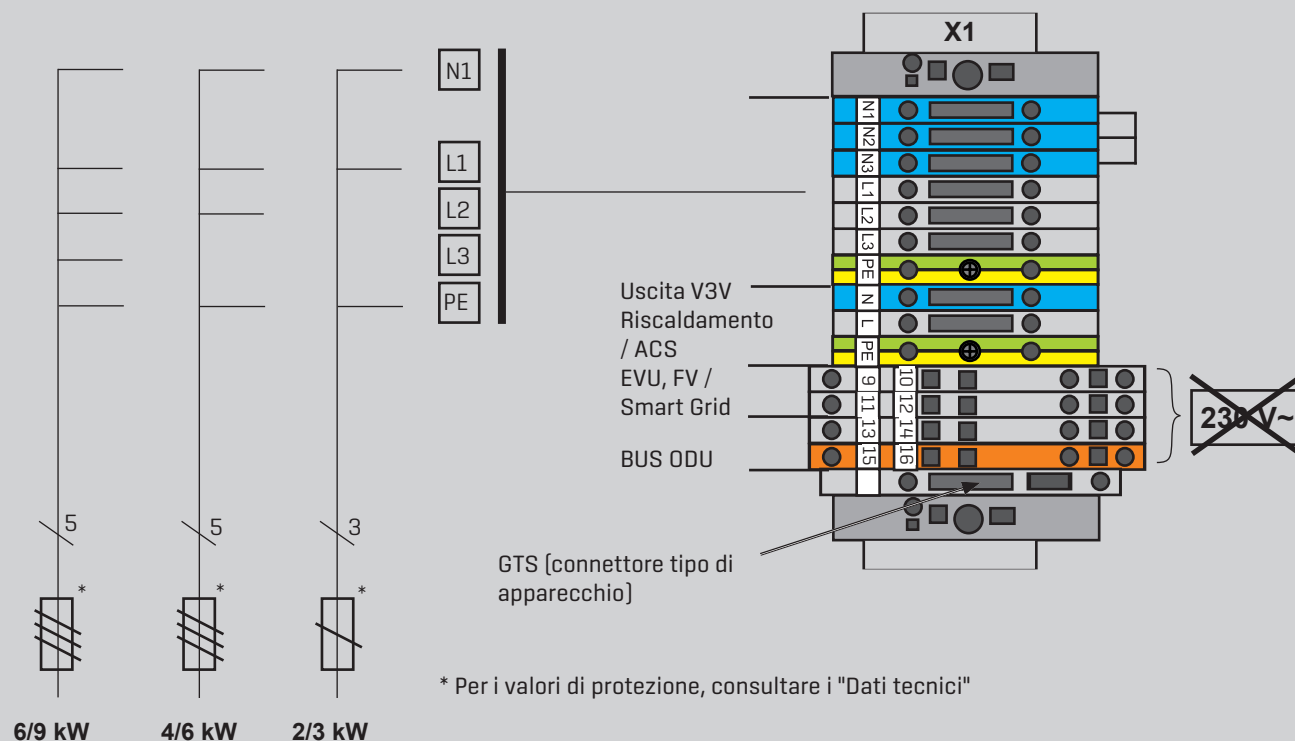 X1
N1
L1
L2
L3
PE
N1
N2
N3
L1
L2
L3
PE
N
L
PE
9 10
11 12
13 14
15 16
Uscita V3V
Riscaldamento
/ ACS
EVU, FV /
Smart Grid
BUS ODU
230 V~
GTS (connettore tipo di
apparecchio)
5
5
3
*
*
*
* Per i valori di protezione, consultare i "Dati tecnici"
6/9 kW
4/6 kW
2/3 kW